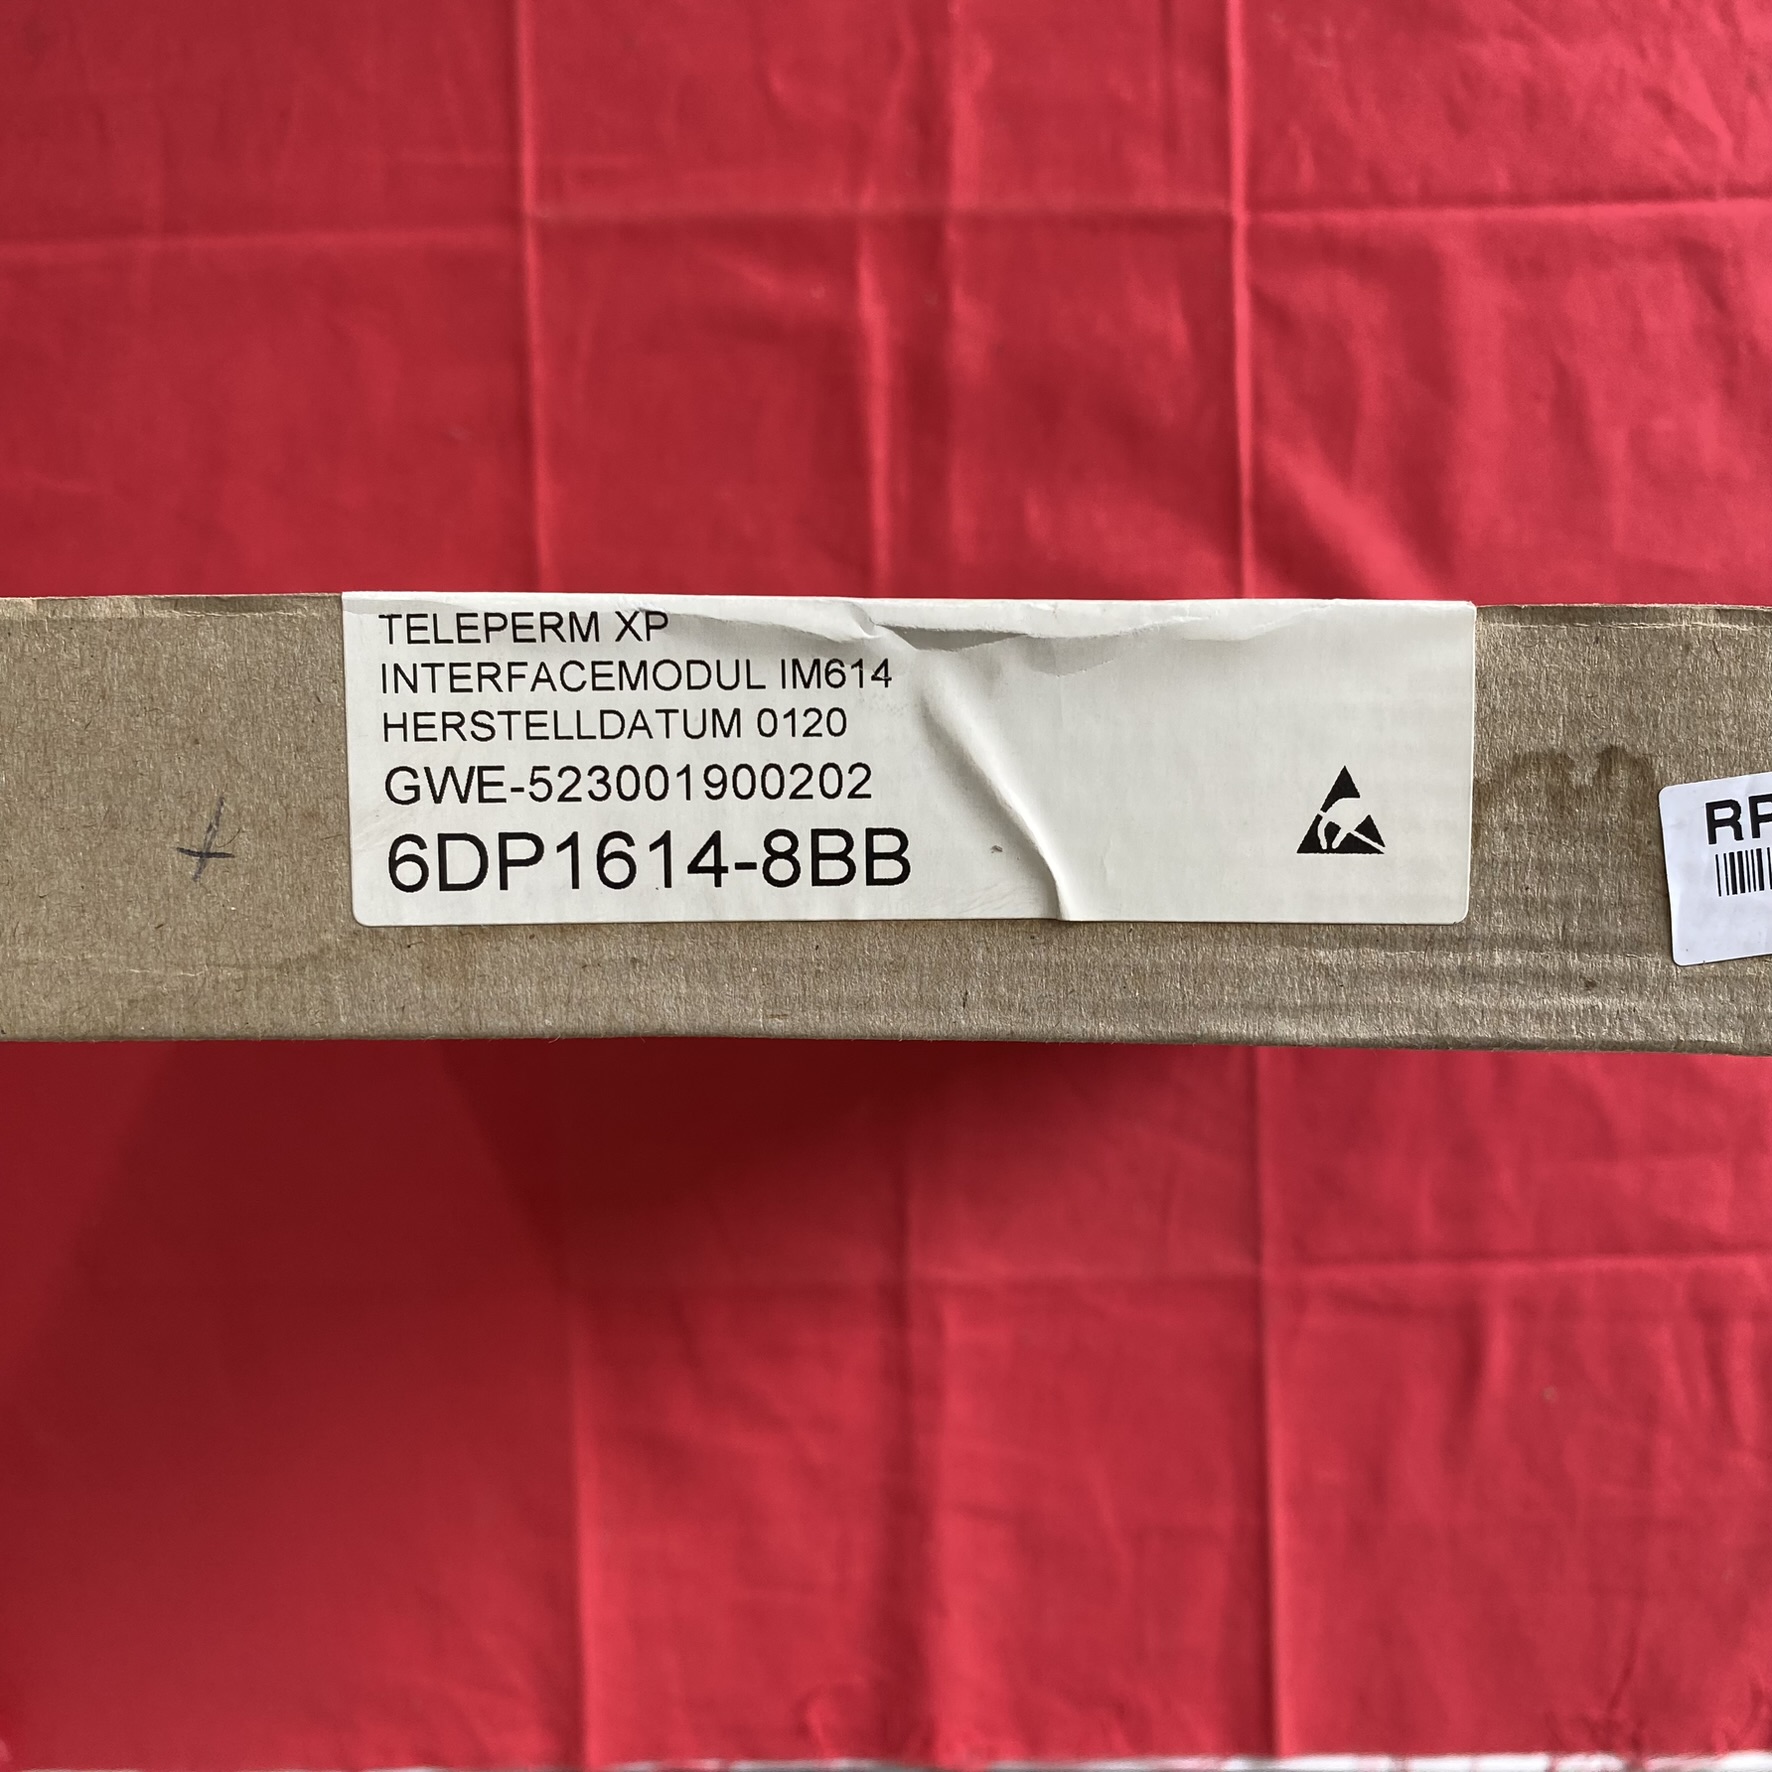 TELEPERM XP
INTERFACEMODUL IM614
HERSTELLDATUM 0120
GWE-523001900202
6DP1614-8BB
RP